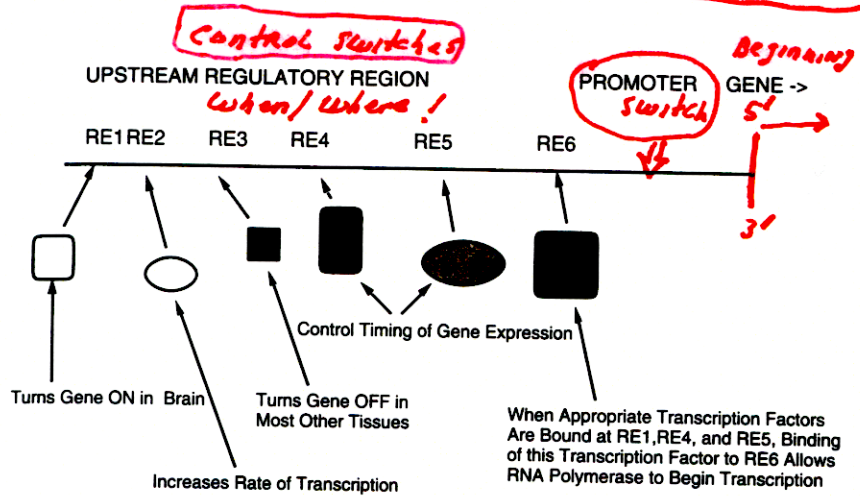 Control Switches
Beginning
UPSTREAM REGULATORY REGION
PROMOTER
GENE ->
When/Where!
Switch
5'
RE1 RE2 RE3 RE4 RE5 RE6
3'
Control Timing of Gene Expression
Turns Gene ON in Brain
Turns Gene OFF in
Most Other Tissues
Increases Rate of Transcription
When Appropriate Transcription Factors
Are Bound at RE1,RE4, and RE5, Binding
of this Transcription Factor to RE6 Allows
RNA Polymerase to Begin Transcription